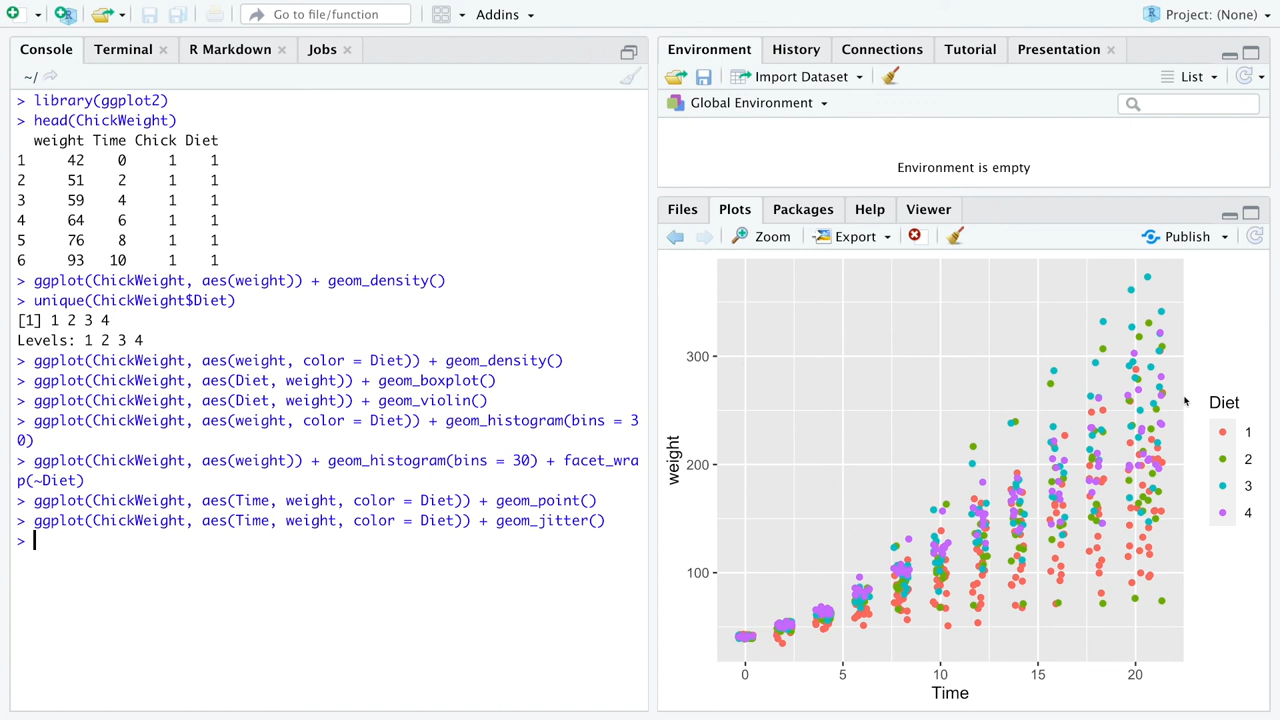 Go to file/function
Addins
Project: (None)
Console Terminal R Markdown Jobs
~/
> library(ggplot2)
> head(ChickWeight)
weight Time Chick Diet
1 42 0 1 1
2 51 2 1 1
3 59 4 1 1
4 64 6 1 1
5 76 8 1 1
6 93 10 1 1
> ggplot(ChickWeight, aes(weight)) + geom_density()
> unique(ChickWeight$Diet)
[1] 1 2 3 4
Levels: 1 2 3 4
> ggplot(ChickWeight, aes(weight, color = Diet)) + geom_density()
> ggplot(ChickWeight, aes(Diet, weight)) + geom_boxplot()
> ggplot(ChickWeight, aes(Diet, weight)) + geom_violin()
> ggplot(ChickWeight, aes(weight, color = Diet)) + geom_histogram(bins = 3
0)
> ggplot(ChickWeight, aes(weight)) + geom_histogram(bins = 30) + facet_wra
p(~Diet)
> ggplot(ChickWeight, aes(Time, weight, color = Diet)) + geom_point()
> ggplot(ChickWeight, aes(Time, weight, color = Diet)) + geom_jitter()
>
Environment History Connections Tutorial Presentation
Import Dataset List
Global Environment
Environment is empty
Files Plots Packages Help Viewer
Zoom Export Publish
300
200
100
weight
0 5 10 15 20
Time
Diet
1
2
3
4